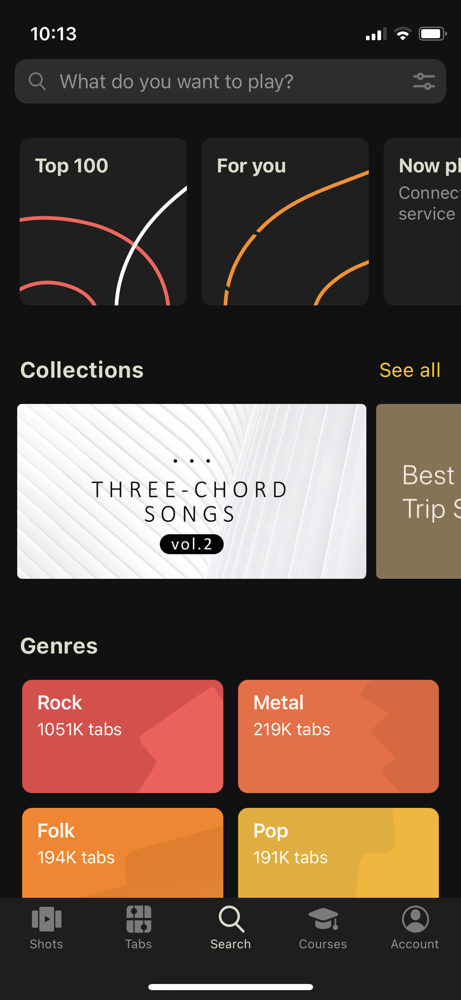 10:13
What do you want to play?
Top 100
For you
Now pl
Connect
service
Collections
See all
THREE-CHORD
SONGS
vol.2
Best
Trip S
Genres
Rock
1051K tabs
Metal
219K tabs
Folk
194K tabs
Pop
191K tabs
Shots
Tabs
Search
Courses
Account